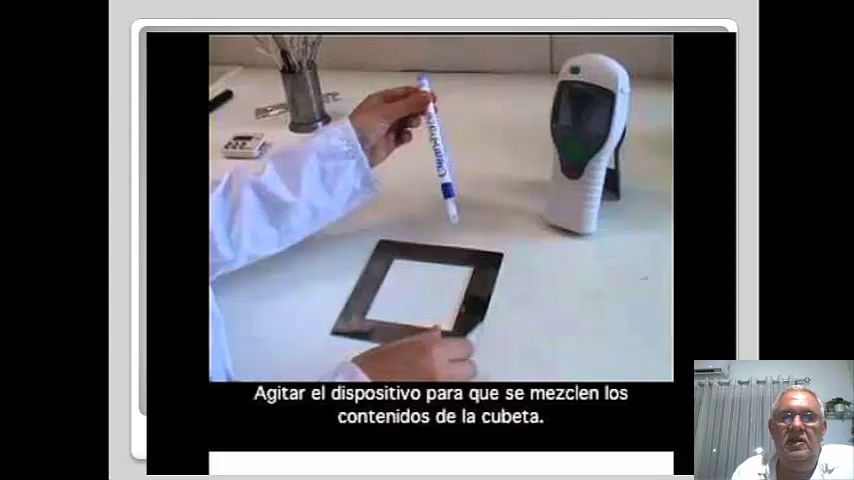 Agitar el dispositivo para que se mezclen los
contenidos de la cubeta.